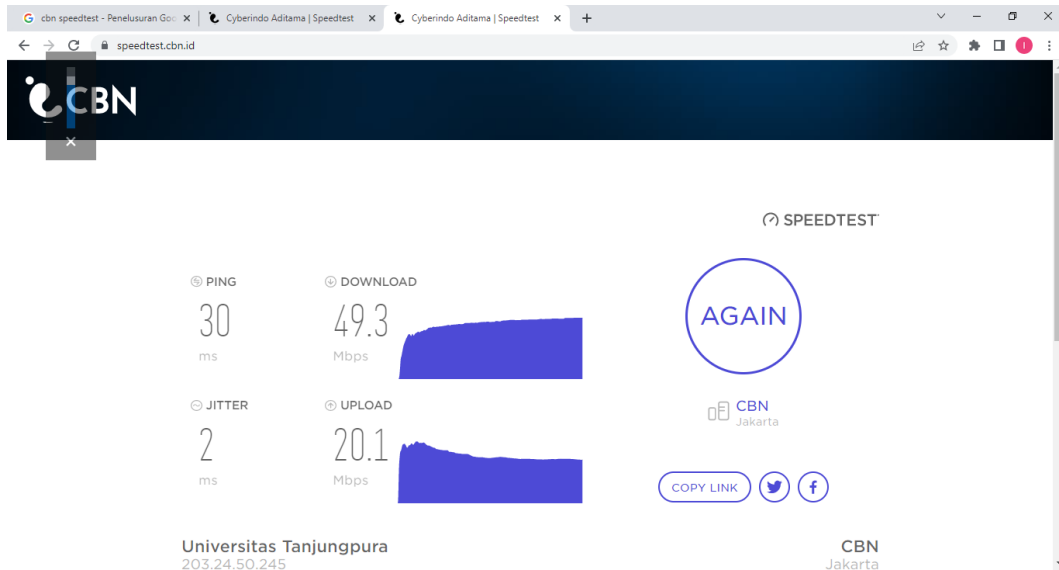 cbn speedtest - Penelusuran Goo
Cyberindo Aditama | Speedtest
Cyberindo Aditama | Speedtest
speedtest.cbn.id
I
CBN
SPEEDTEST
PING
DOWNLOAD
30
49.3
ms
Mbps
AGAIN
JITTER
UPLOAD
CBN
Jakarta
2
20.1
ms
Mbps
COPY LINK
Universitas Tanjungpura
CBN
203.24.50.245
Jakarta